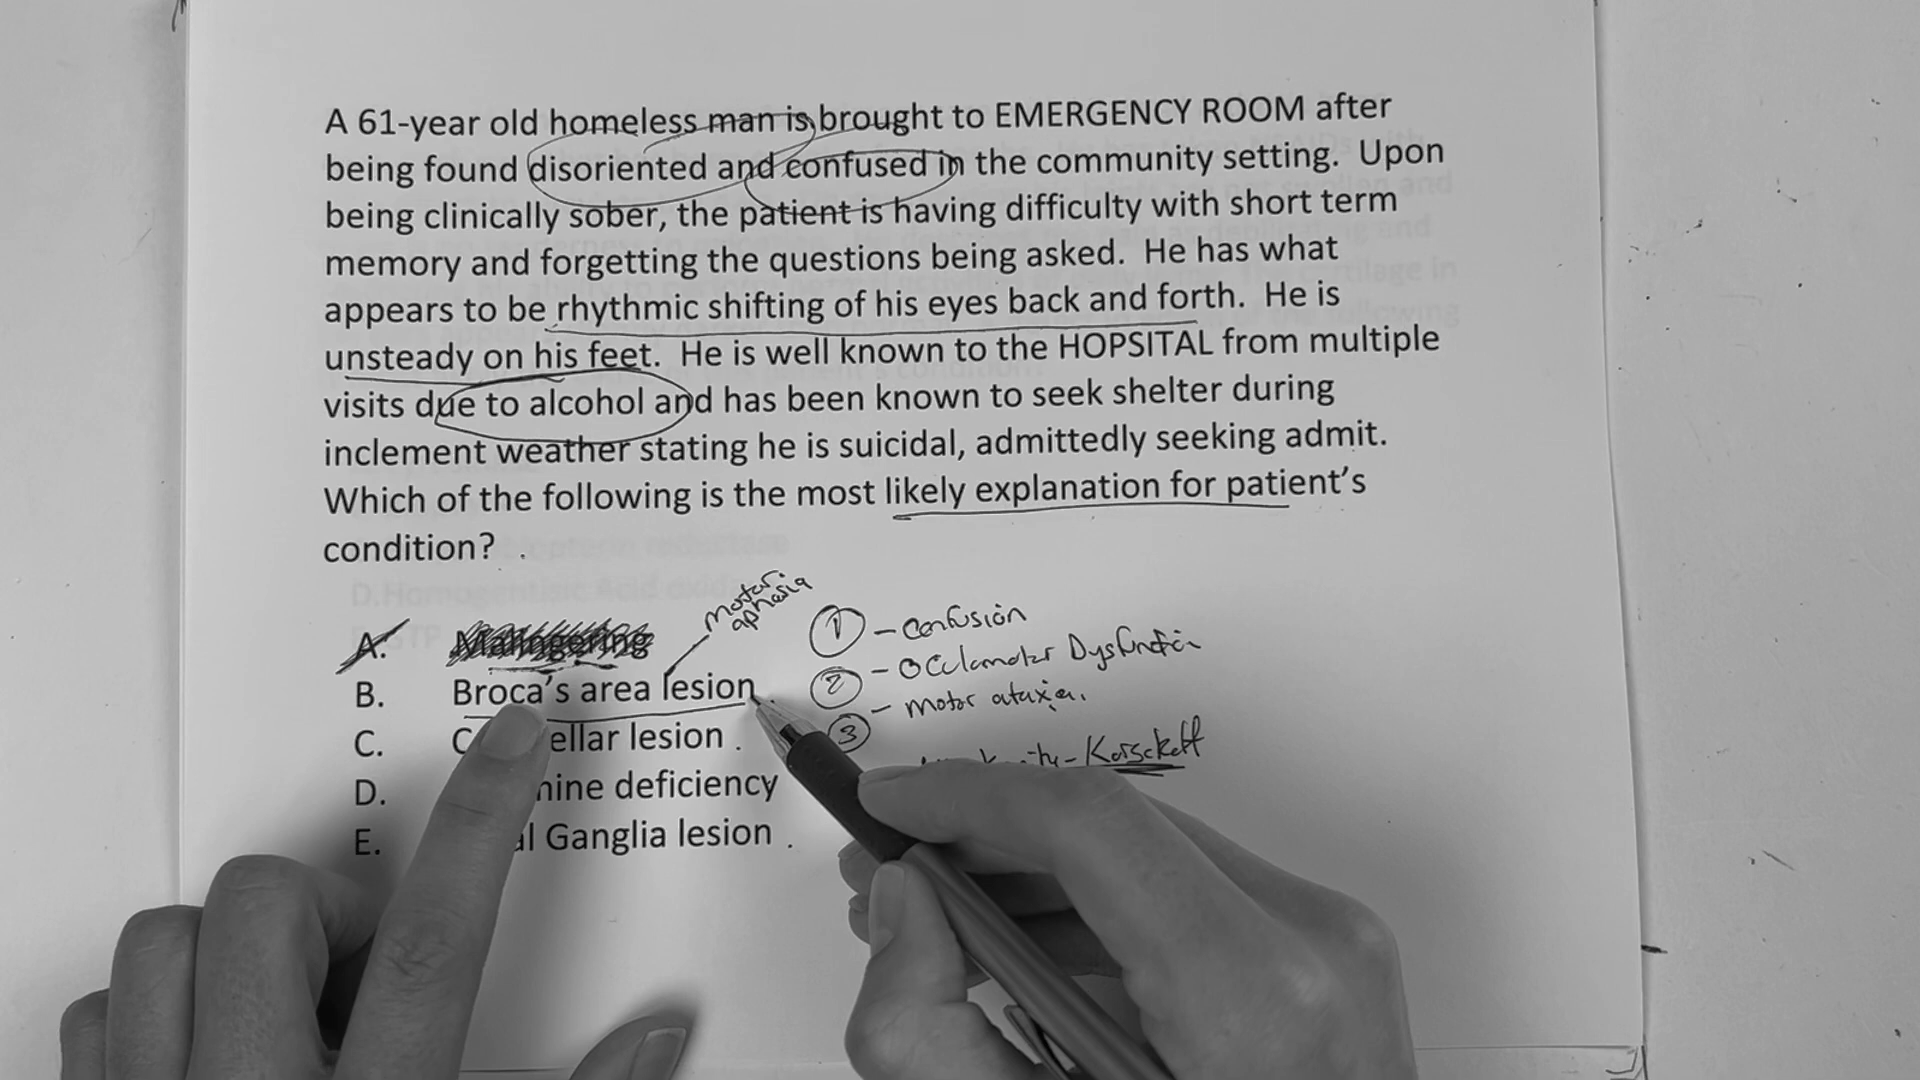 A 61-year old homeless man is brought to EMERGENCY ROOM after
being found disoriented and confused in the community setting. Upon
being clinically sober, the patient is having difficulty with short term
memory and forgetting the questions being asked. He has what
appears to be rhythmic shifting of his eyes back and forth. He is
unsteady on his feet. He is well known to the HOPSITAL from multiple
visits due to alcohol and has been known to seek shelter during
inclement weather stating he is suicidal, admittedly seeking admit.
Which of the following is the most likely explanation for patient's
condition?
motor
aphasia
A. Malingering
B. Broca's area lesion
C. ellar lesion
D. deficiency
E. Ganglia lesion
1 - confusion
2 - Oculomotor Dysfunction
- motor ataxia.
3
- Korsakoff